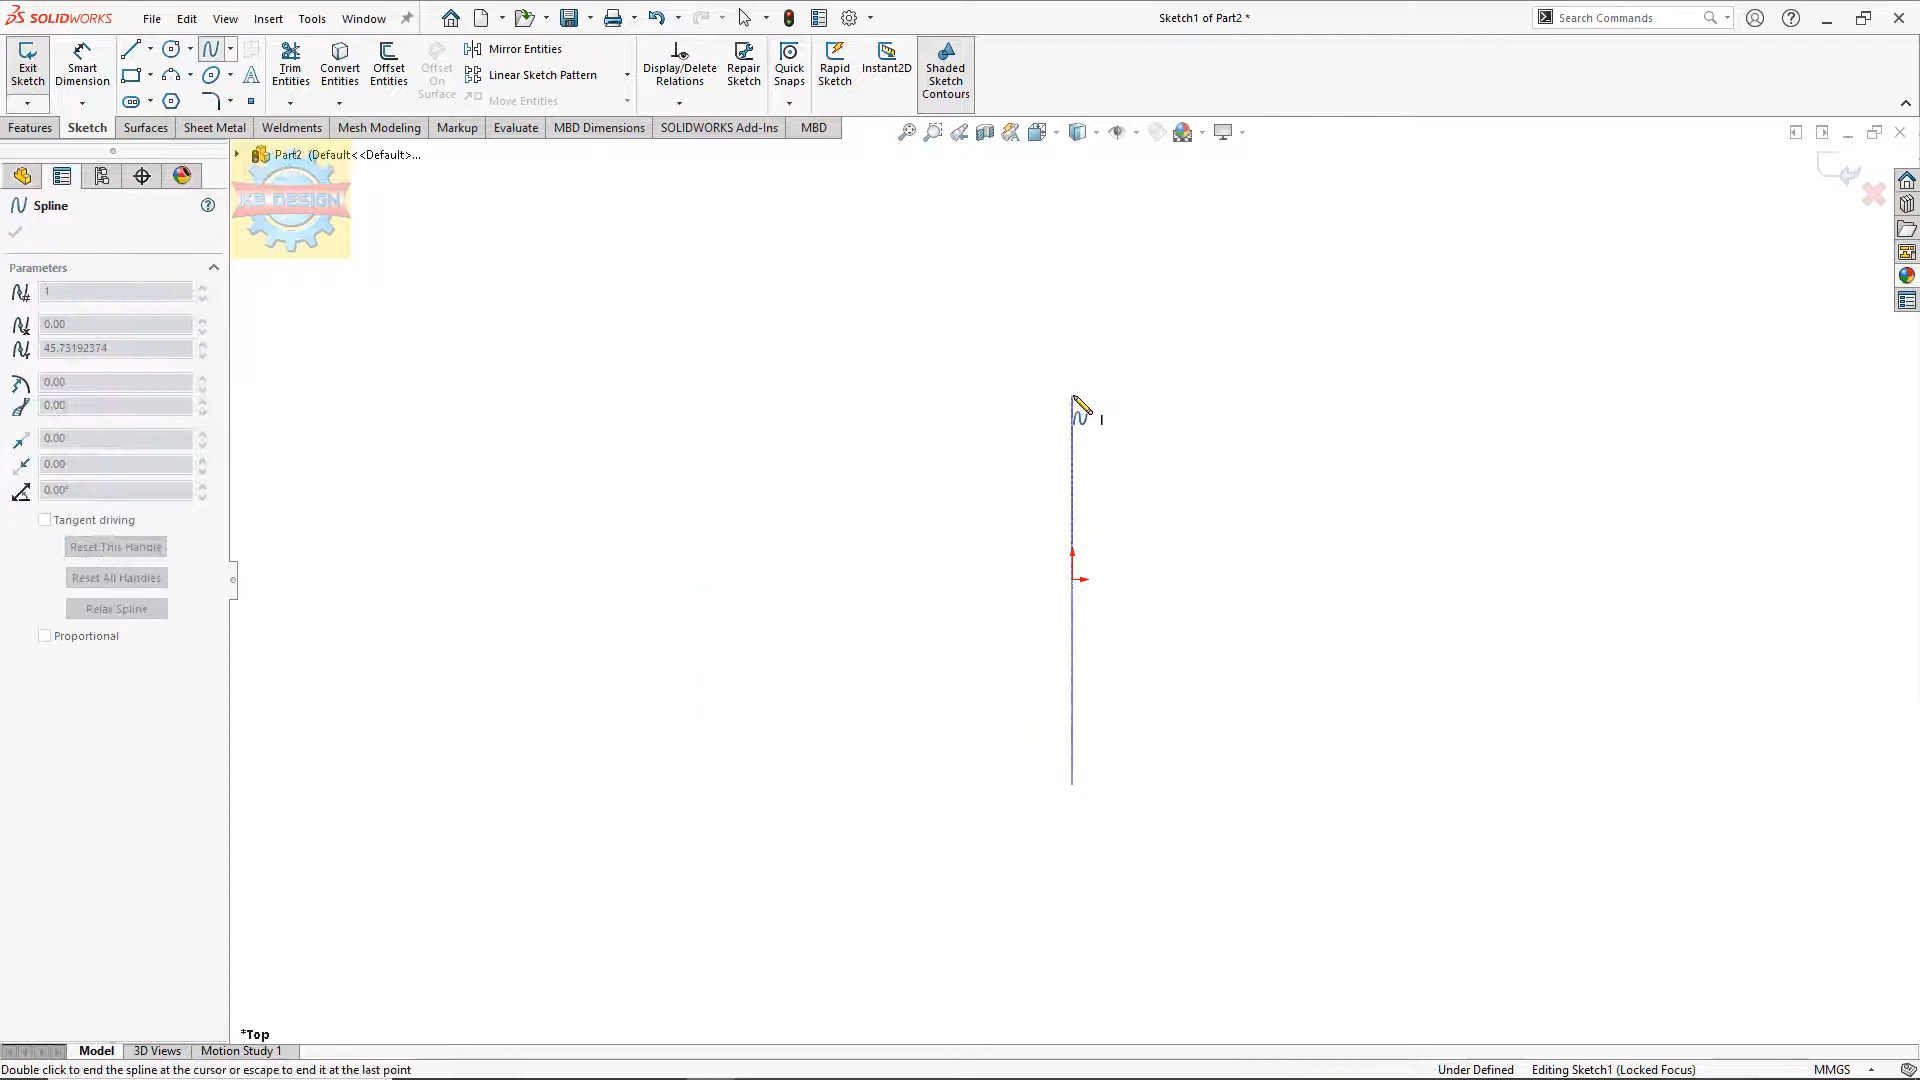 SOLIDWORKS File Edit View Insert Tools Window Sketch1 of Part2 * Search Commands
Exit Sketch
Smart Dimension
Trim Entities
Convert Entities
Offset Entities
Offset On Surface
Mirror Entities
Linear Sketch Pattern
Move Entities
Display/Delete Relations
Repair Sketch
Quick Snaps
Rapid Sketch
Instant2D
Shaded Sketch Contours
Features Sketch Surfaces Sheet Metal Weldments Mesh Modeling Markup Evaluate MBD Dimensions SOLIDWORKS Add-Ins MBD
Part2 (Default<<Default>...
KS DESIGN
Spline
Parameters
1
0.00
45.73192374
0.00
0.00
0.00
0.00
0.00°
Tangent driving
Reset This Handle
Reset All Handles
Relax Spline
Proportional
*Top
Model 3D Views Motion Study 1
Double click to end the spline at the cursor or escape to end it at the last point Under Defined Editing Sketch1 (Locked Focus) MMGS